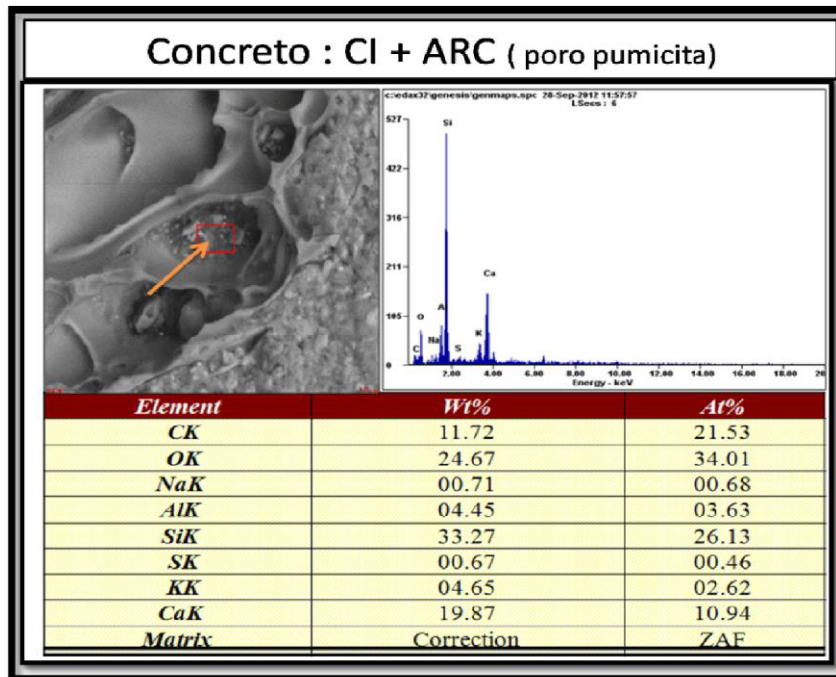 Concreto : CI + ARC ( poro pumicita)
c:\edax32\genesis\genmaps.spc 28-Sep-2012 11:57:57
LSecs : 6
527
Si
422
316
211
Ca
105
O
A
Na
K
C
S
0
2.00 4.00 6.00 8.00 10.00 12.00 14.00 16.00 18.00 20
Energy - keV
Element Wt% At%
CK 11.72 21.53
OK 24.67 34.01
NaK 00.71 00.68
AlK 04.45 03.63
SiK 33.27 26.13
SK 00.67 00.46
KK 04.65 02.62
CaK 19.87 10.94
Matrix Correction ZAF